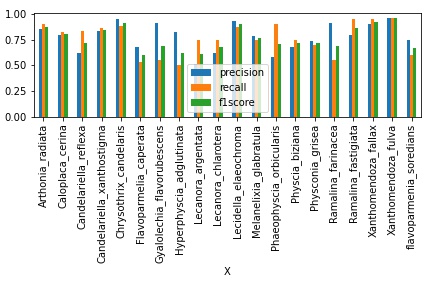 1.00
0.75
0.50
0.25
0.00
precision
recall
f1score
Arthonia_radiata
Caloplaca_cerina
Candelariella_reflexa
Candelariella_xanthostigma
Chrysothrix_candelaris
Flavoparmelia_caperata
Gyalolechia_flavorubescens
Hyperphyscia_adglutinata
Lecanora_argentata
Lecanora_chlarotera
Lecidella_elaeochroma
Melanelixia_glabratula
Phaeophyscia_orbicularis
Physcia_biziana
Physconia_grisea
Ramalina_farinacea
Ramalina_fastigiata
Xanthomendoza_fallax
Xanthomendoza_fulva
flavoparmenia_soredians
X